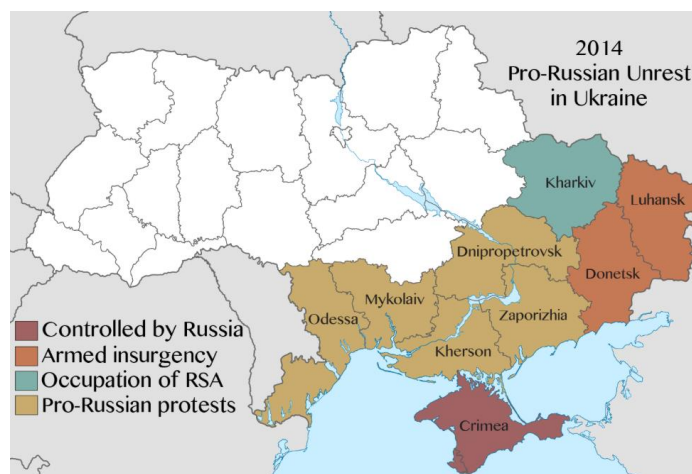 2014
Pro-Russian Unrest
in Ukraine
Kharkiv
Luhansk
Dnipropetrovsk
Donetsk
Mykolaiv
Odessa
Zaporizhia
Kherson
Crimea
Controlled by Russia
Armed insurgency
Occupation of RSA
Pro-Russian protests